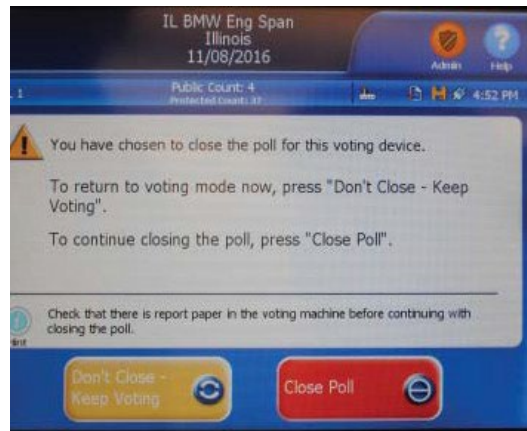 IL BMW Eng Span
Illinois
11/08/2016
Admin
Help
1
Public Count: 4
Protected Count: 37
4:52 PM
You have chosen to close the poll for this voting device.
To return to voting mode now, press "Don't Close - Keep
Voting".
To continue closing the poll, press "Close Poll".
Check that there is report paper in the voting machine before continuing with
closing the poll.
Don't Close -
Keep Voting
Close Poll